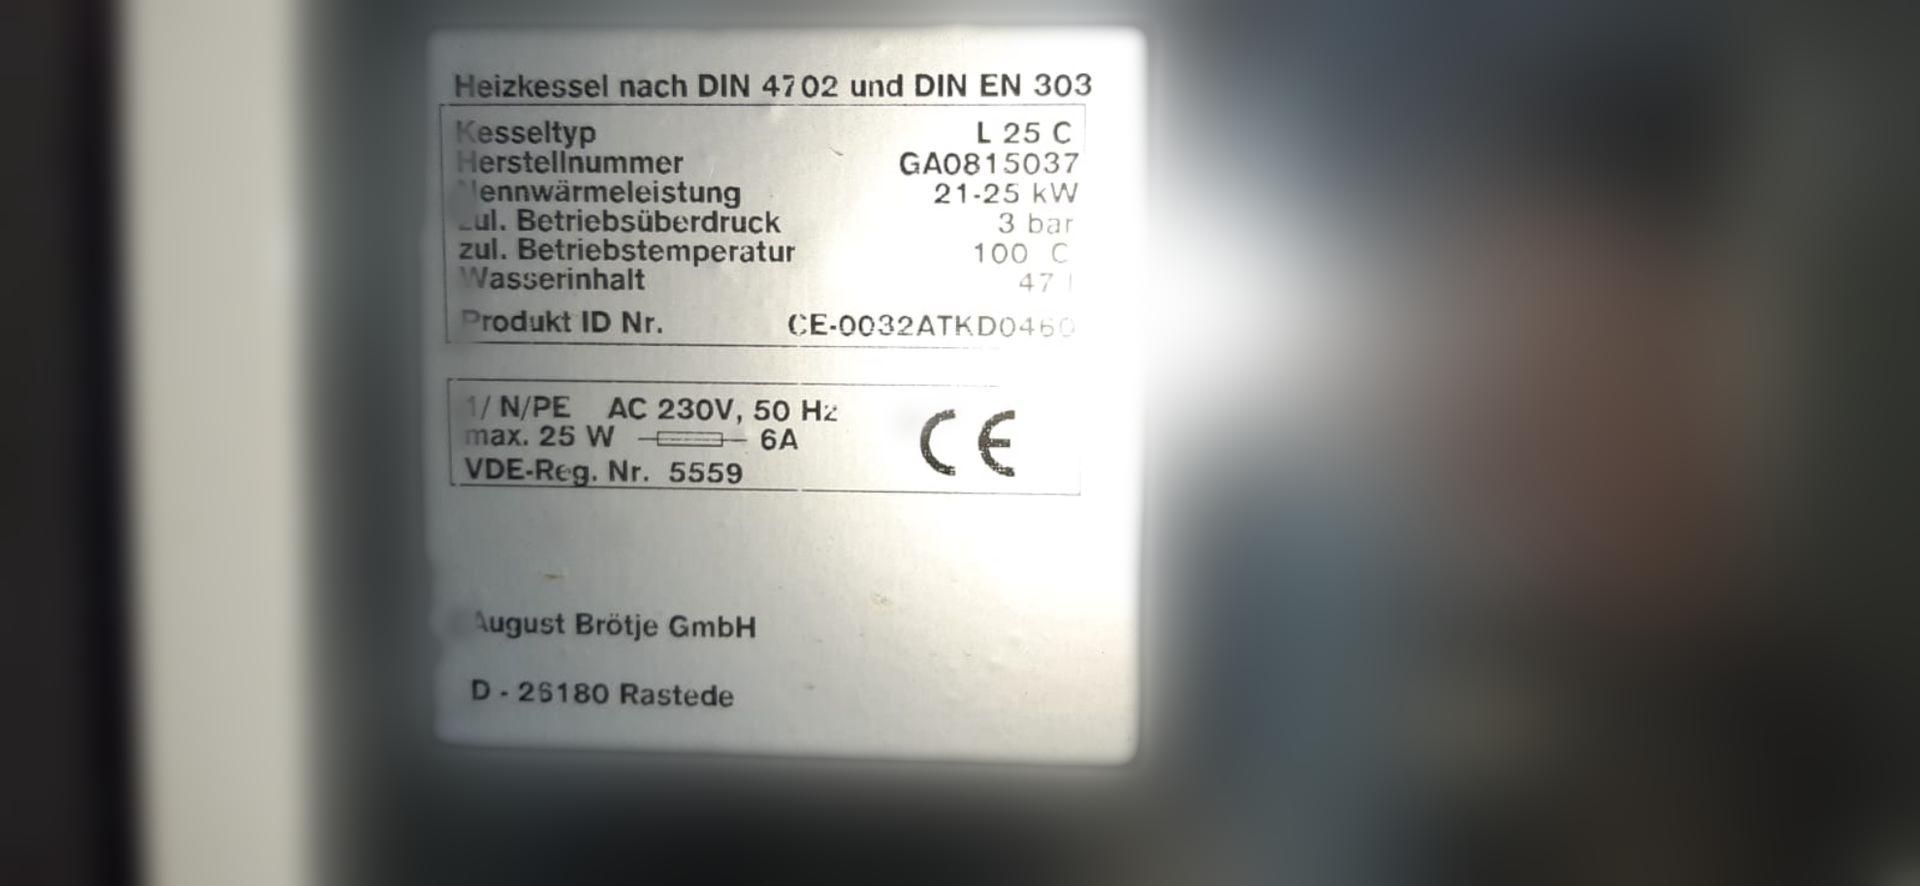 Heizkessel nach DIN 4702 und DIN EN 303
Kesseltyp L 25 C
Herstellnummer GA0815037
Nennwärmeleistung 21-25 kW
zul. Betriebsüberdruck 3 bar
zul. Betriebstemperatur 100 C
Wasserinhalt 47 l
Produkt ID Nr. CE-0032ATKD0460
1/ N/PE AC 230V, 50 Hz
max. 25 W 6A
CE
VDE-Reg. Nr. 5559
August Brötje GmbH
D - 26180 Rastede